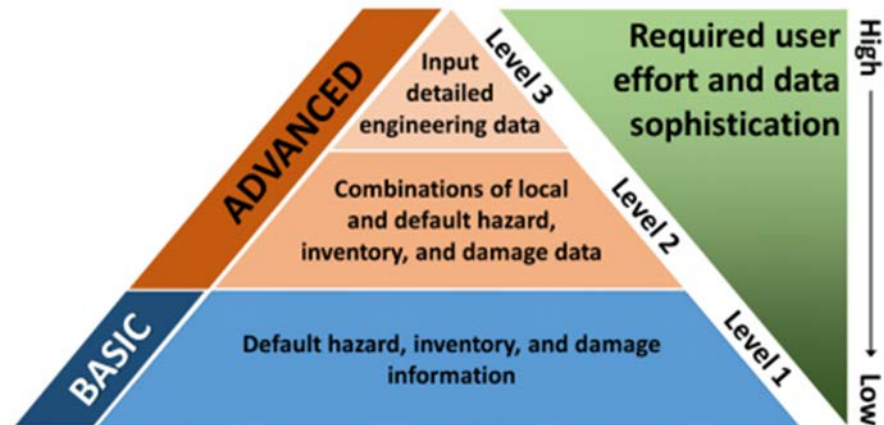 ADVANCED
BASIC
Input
detailed
engineering data
Level 3
Combinations of local
and default hazard,
inventory, and damage data
Level 2
Default hazard, inventory, and damage
information
Level 1
Required user
effort and data
sophistication
High
Low